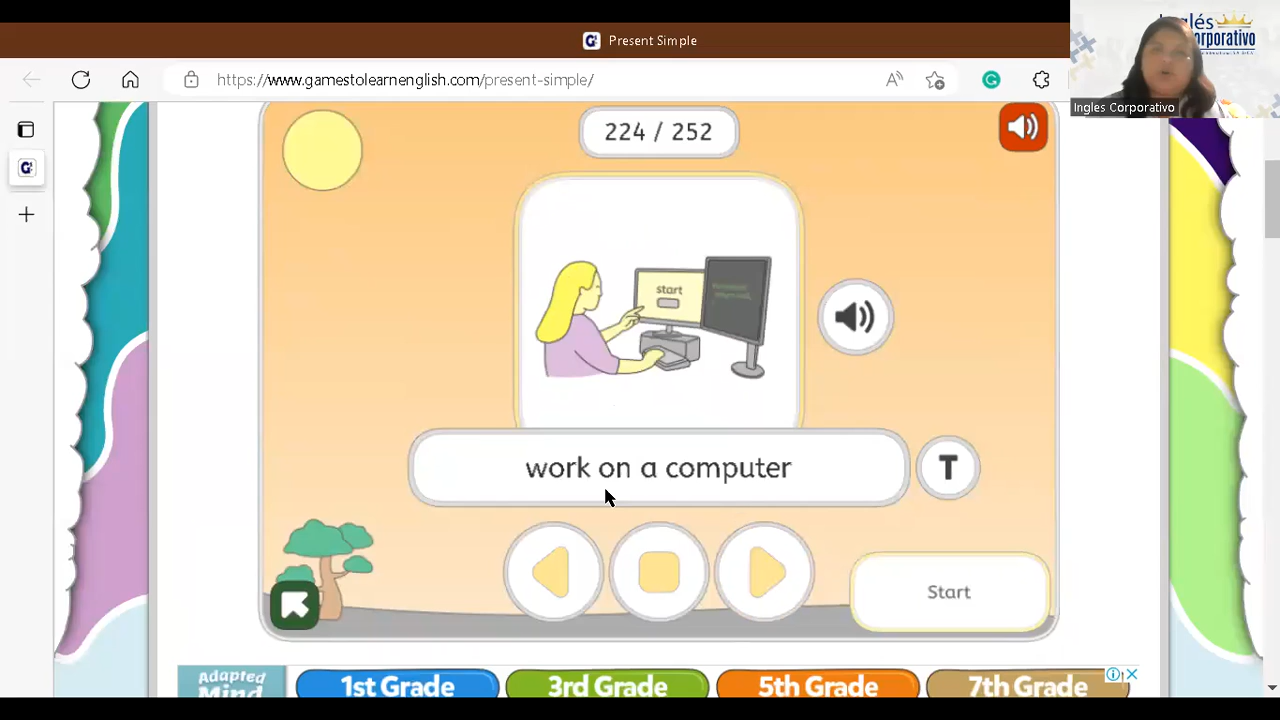 Present Simple
https://www.gamestolearnenglish.com/present-simple/
Inglés
Corporativo
Ingles Corporativo
224 / 252
start
work on a computer
T
Start
Adapted
Mind
1st Grade
3rd Grade
5th Grade
7th Grade